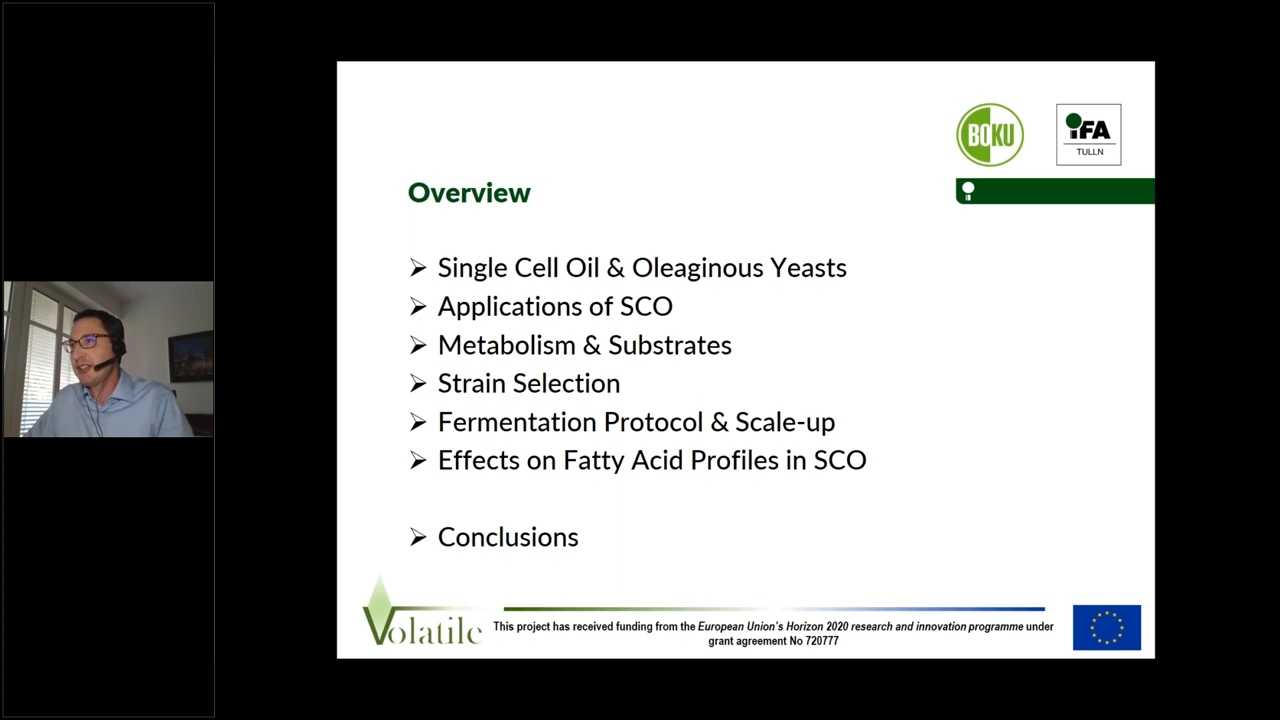 BOKU
iFA
TULLN
Overview
Single Cell Oil & Oleaginous Yeasts
Applications of SCO
Metabolism & Substrates
Strain Selection
Fermentation Protocol & Scale-up
Effects on Fatty Acid Profiles in SCO
Conclusions
Volatile
This project has received funding from the European Union's Horizon 2020 research and innovation programme under
grant agreement No 720777